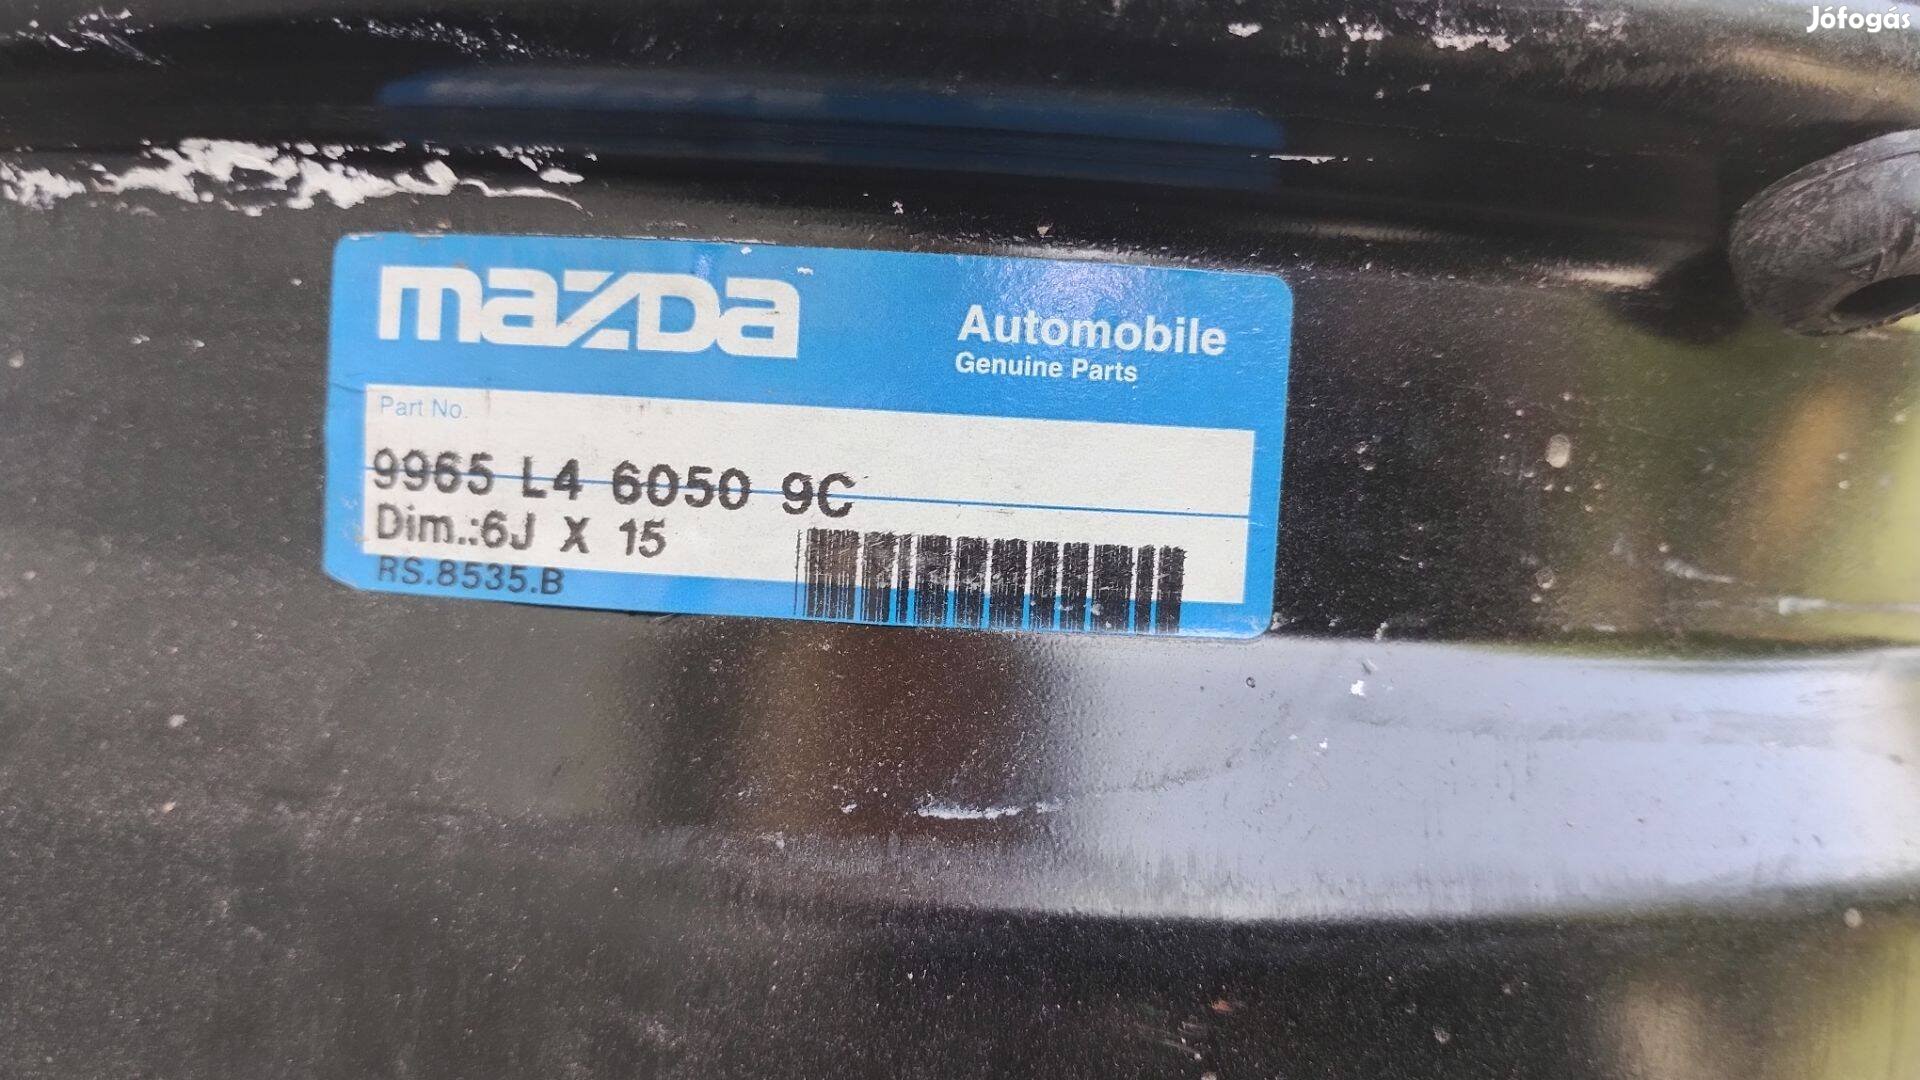 Jófogás
mazda
Automobile
Genuine Parts
Part No.
9965 L4 6050 9C
Dim.:6J X 15
RS.8535.B